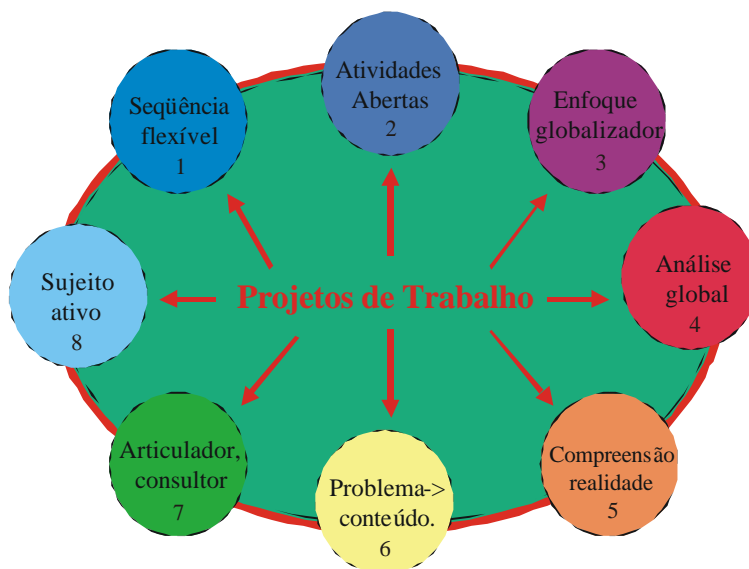 Seqüência
flexível
1
Atividades
Abertas
2
Enfoque
globalizador
3
Análise
global
4
Compreensão
realidade
5
Problema->
conteúdo.
6
Articulador,
consultor
7
Sujeito
ativo
8
Projetos de Trabalho